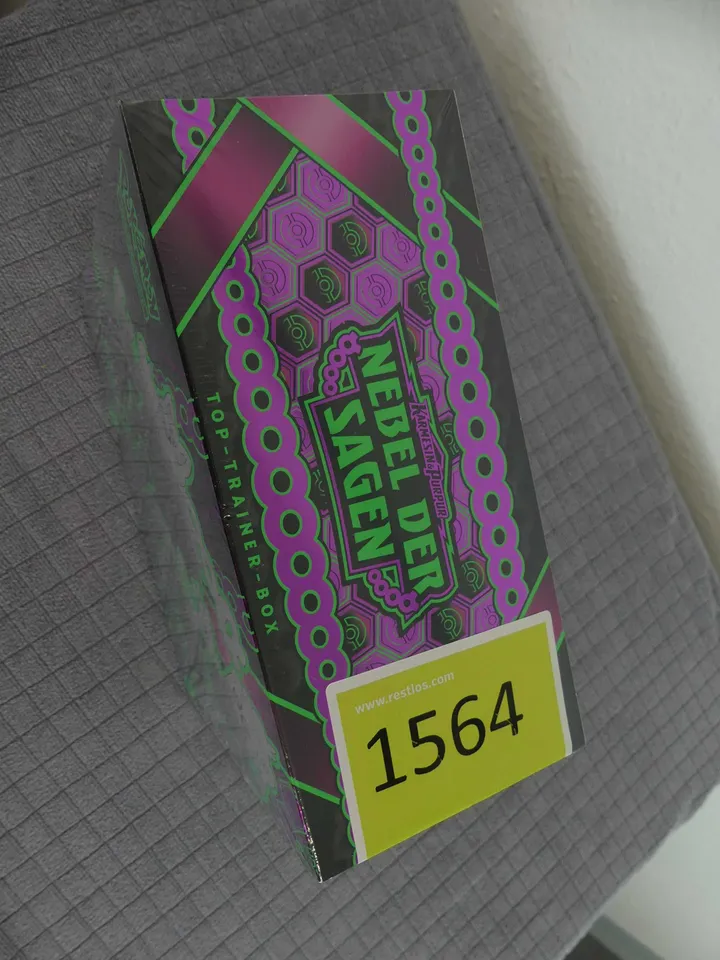 KARMESIN & PURPUR
NEBEL DER
SAGEN
TOP-TRAINER-BOX
www.restlos.com
1564